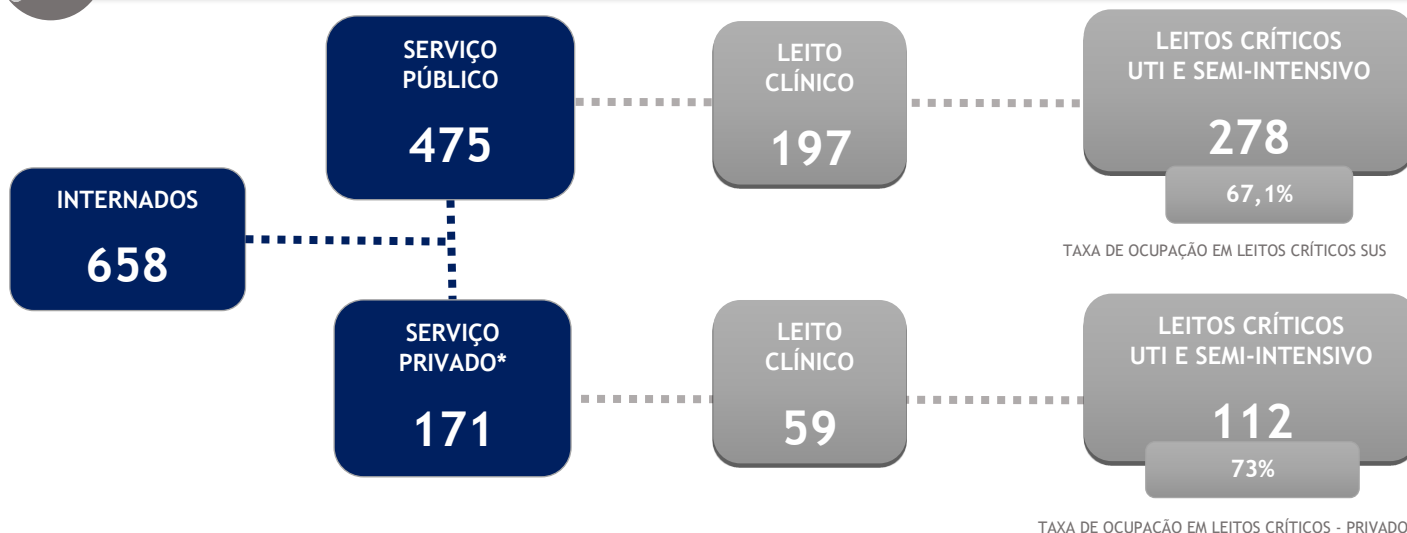 INTERNADOS
658
SERVIÇO
PÚBLICO
475
LEITO
CLÍNICO
197
LEITOS CRÍTICOS
UTI E SEMI-INTENSIVO
278
67,1%
TAXA DE OCUPAÇÃO EM LEITOS CRÍTICOS SUS
SERVIÇO
PRIVADO*
171
LEITO
CLÍNICO
59
LEITOS CRÍTICOS
UTI E SEMI-INTENSIVO
112
73%
TAXA DE OCUPAÇÃO EM LEITOS CRÍTICOS - PRIVADO